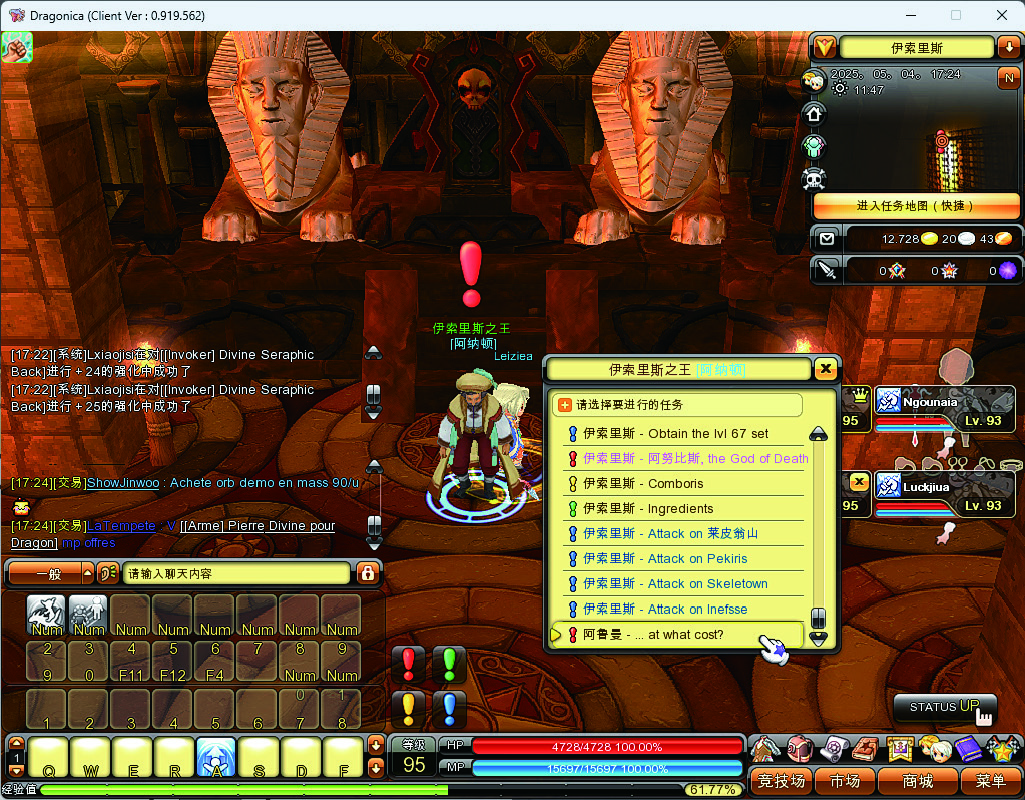 Dragonica (Client Ver : 0.919.562)
伊索里斯
2025。05。04。17:24
11:47
N
进入任务地图(快捷)
12.728 20 43
0 0 0
伊索里斯之王
[阿纳顿]
Leiziea
[17:22][系统]Lxiaojisi在对[[Invoker] Divine Seraphic
Back]进行+24的强化中成功了
[17:22][系统]Lxiaojisi在对[[Invoker] Divine Seraphic
Back]进行+25的强化中成功了
[17:24][交易]ShowJinwoo : Achete orb demo en mass 90/u
[17:24][交易]LaTempete : V [[Arme] Pierre Divine pour
Dragon] mp offres
一般
请输入聊天内容
伊索里斯之王 [阿纳顿]
请选择要进行的任务
伊索里斯 - Obtain the lvl 67 set
伊索里斯 - 阿努比斯, the God of Death
伊索里斯 - Comboris
伊索里斯 - Ingredients
伊索里斯 - Attack on 莱皮翁山
伊索里斯 - Attack on Pekiris
伊索里斯 - Attack on Skeletown
伊索里斯 - Attack on Inefsse
阿鲁曼 - ... at what cost?
95
Ngounaia
Lv. 93
95
Luckjiua
Lv. 93
Num Num Num Num Num Num Num Num
2 3 4 5 6 7 8 9
9 0 F11 F12 F4 Num Num
0 1
1 2 3 4 5 6 7 8
STATUS UP
1
Q W E R A S D F
等级
95
HP 4728/4728 100.00%
MP 15697/15697 100.00%
竞技场 市场 商城 菜单
经验值 61.77%